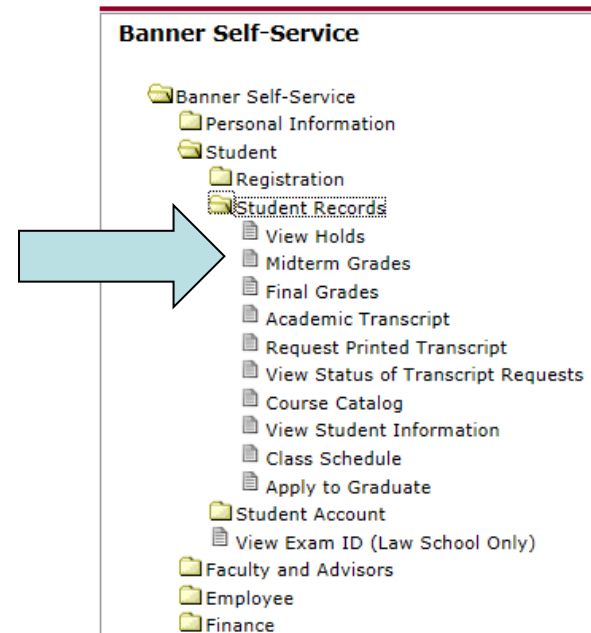 Banner Self-Service
Banner Self-Service
Personal Information
Student
Registration
Student Records
View Holds
Midterm Grades
Final Grades
Academic Transcript
Request Printed Transcript
View Status of Transcript Requests
Course Catalog
View Student Information
Class Schedule
Apply to Graduate
Student Account
View Exam ID (Law School Only)
Faculty and Advisors
Employee
Finance